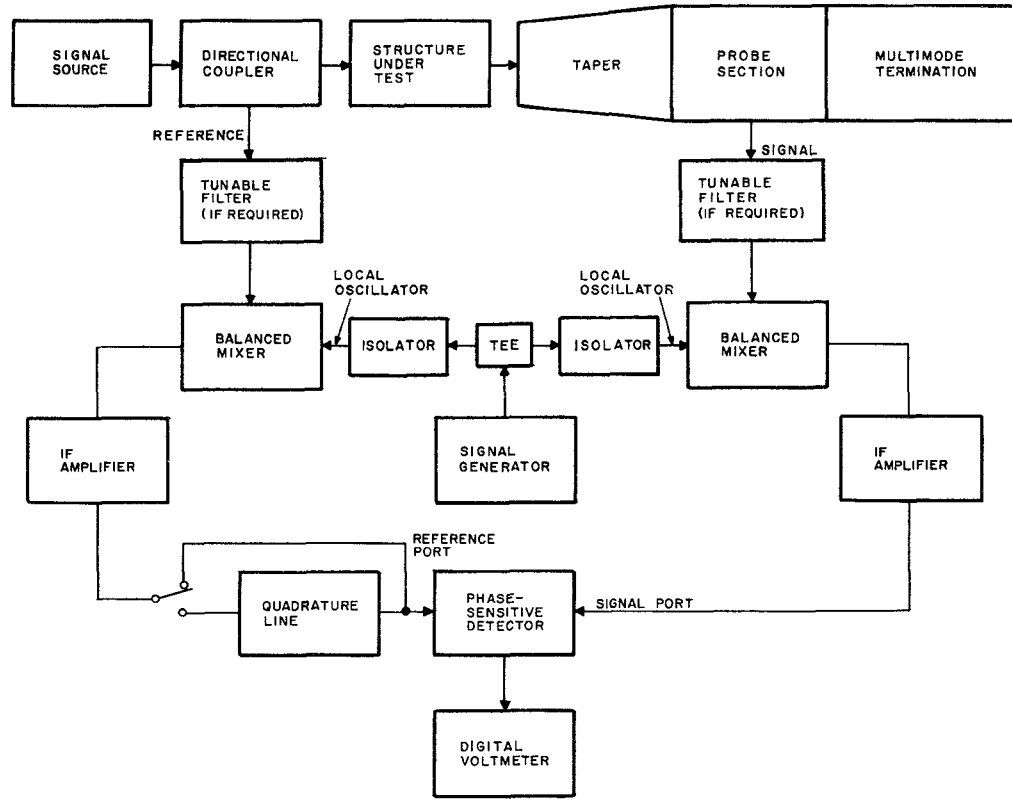 SIGNAL
SOURCE
DIRECTIONAL
COUPLER
STRUCTURE
UNDER
TEST
TAPER
PROBE
SECTION
MULTIMODE
TERMINATION
REFERENCE
SIGNAL
TUNABLE
FILTER
(IF REQUIRED)
TUNABLE
FILTER
(IF REQUIRED)
LOCAL
OSCILLATOR
LOCAL
OSCILLATOR
BALANCED
MIXER
ISOLATOR
TEE
ISOLATOR
BALANCED
MIXER
IF
AMPLIFIER
SIGNAL
GENERATOR
IF
AMPLIFIER
REFERENCE
PORT
QUADRATURE
LINE
PHASE-
SENSITIVE
DETECTOR
SIGNAL PORT
DIGITAL
VOLTMETER